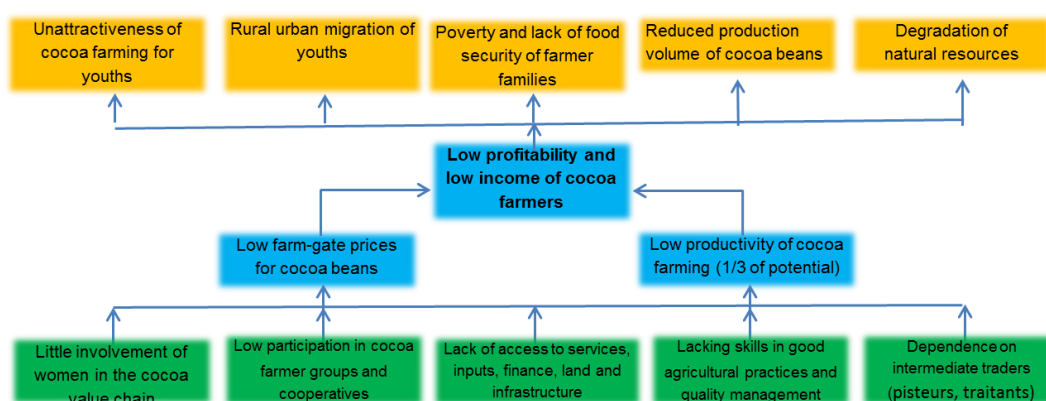 Unattractiveness of
cocoa farming for
youths
Rural urban migration of
youths
Poverty and lack of food
security of farmer
families
Reduced production
volume of cocoa beans
Degradation of
natural resources
Low profitability and
low income of cocoa
farmers
Low farm-gate prices
for cocoa beans
Low productivity of cocoa
farming (1/3 of potential)
Little involvement of
women in the cocoa
value chain
Low participation in cocoa
farmer groups and
cooperatives
Lack of access to services,
inputs, finance, land and
infrastructure
Lacking skills in good
agricultural practices and
quality management
Dependence on
intermediate traders
(pisteurs, traitants)